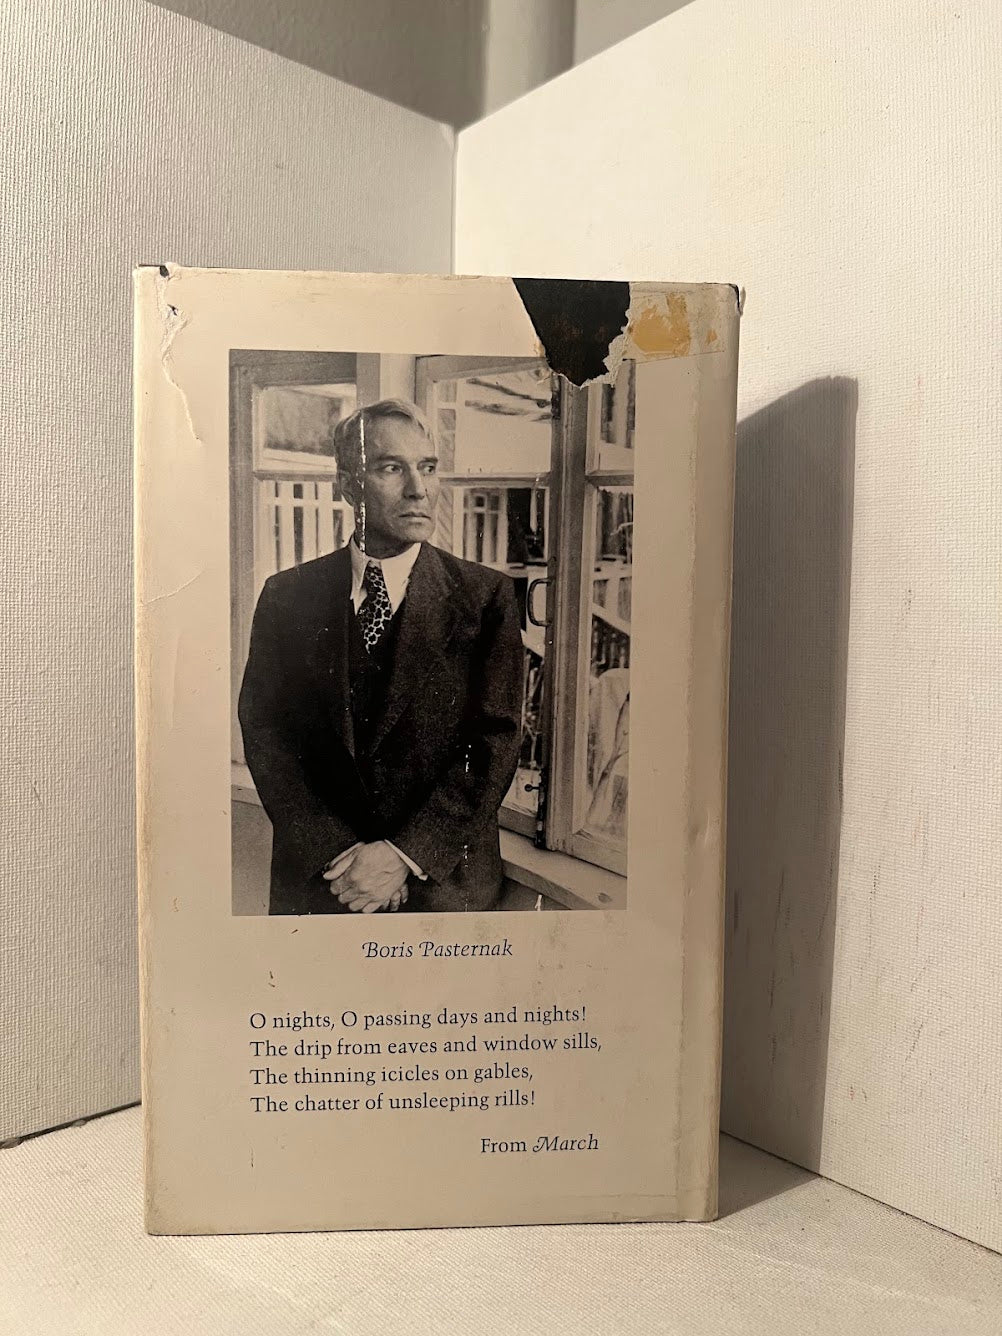 Boris Pasternak
O nights, O passing days and nights!
The drip from eaves and window sills,
The thinning icicles on gables,
The chatter of unsleeping rills!
From March